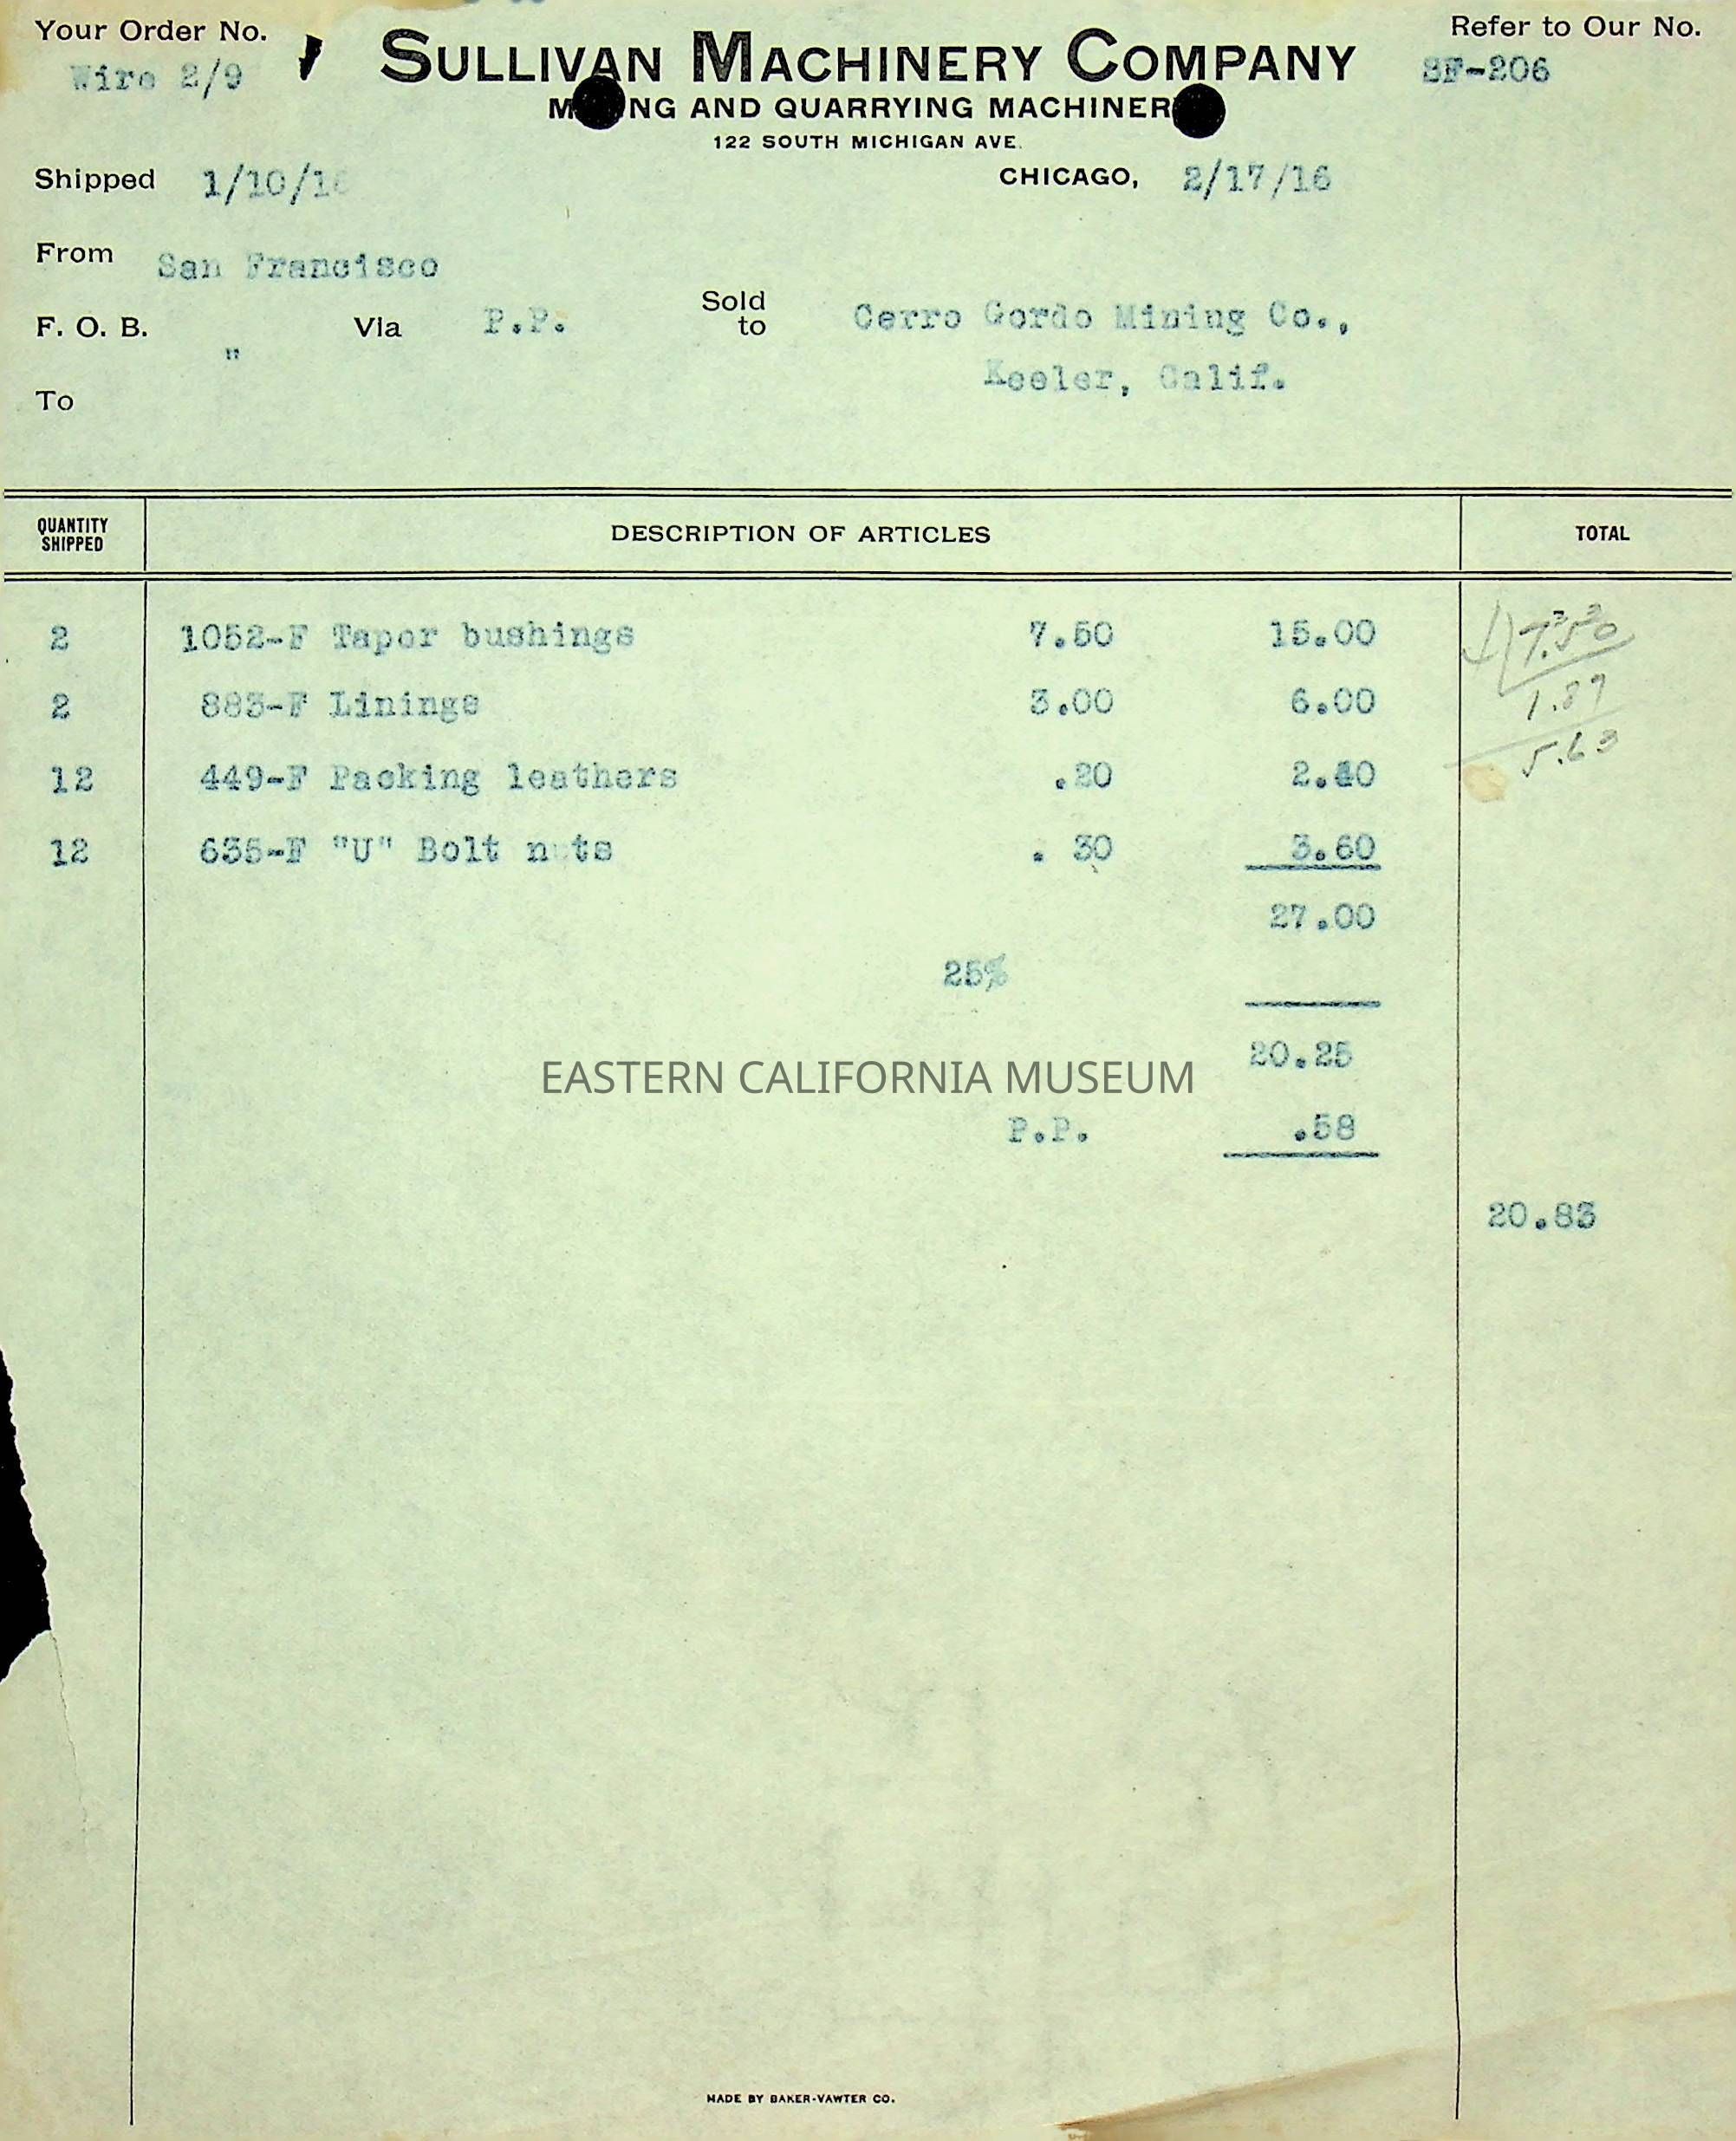 Your Order No.
Wire 2/9
SULLIVAN MACHINERY COMPANY
AND QUARRYING
122 SOUTH MICHIGAN AVE.
Refer to Our No.
SF-206
Shipped 1/10/16
CHICAGO, 2/17/16
From San Francisco
F. O. B. " Via P.P.
To
Sold to Cerro Gordo Mining Co.,
Keeler, Calif.
QUANTITY SHIPPED DESCRIPTION OF ARTICLES TOTAL
2 1052-F Taper bushings 7.50 15.00
2 883-F Linings 3.00 6.00
12 449-F Packing leathers .20 2.40
12 635-F "U" Bolt n ts . 30 3.60
27.00
25%
20.25
P.P. .58
20.83
4)7.50
1.89
5.63
EASTERN CALIFORNIA MUSEUM
MADE BY BAKER-VAWTER CO.